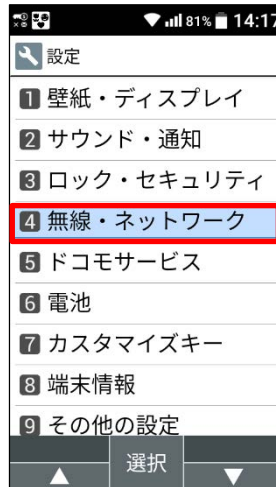 81% 14:17
設定
1 壁紙・ディスプレイ
2 サウンド・通知
3 ロック・セキュリティ
4 無線・ネットワーク
5 ドコモサービス
6 電池
7 カスタマイズキー
8 端末情報
9 その他の設定
選択